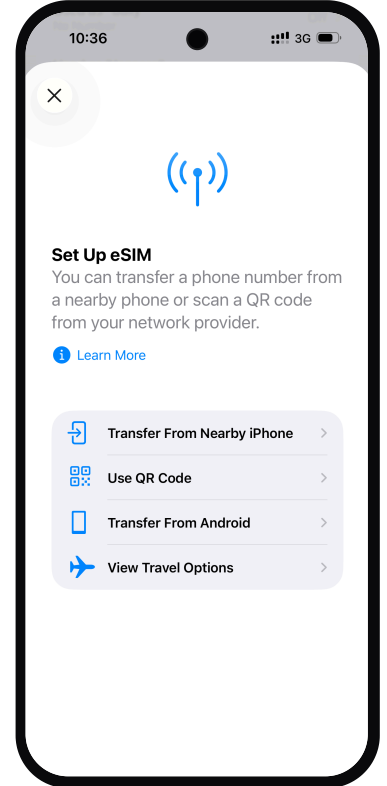 10:36
3G
Set Up eSIM
You can transfer a phone number from
a nearby phone or scan a QR code
from your network provider.
Learn More
Transfer From Nearby iPhone
Use QR Code
Transfer From Android
View Travel Options